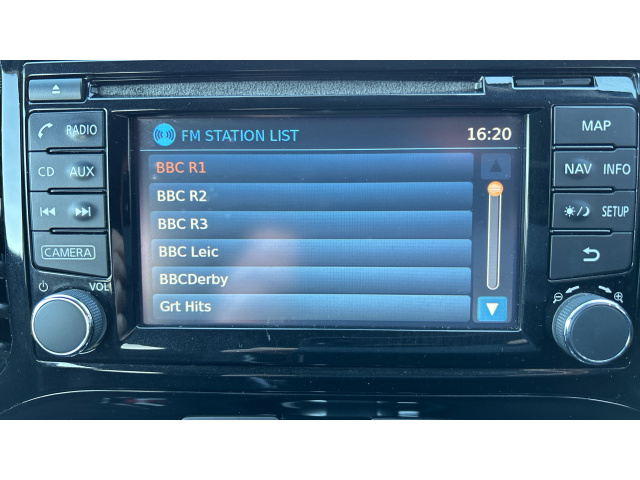 FM STATION LIST 16:20
RADIO BBC R1 MAP
CD AUX BBC R2 NAV INFO
BBC R3 SETUP
CAMERA BBC Leic
BBCDerby
VOL Grt Hits